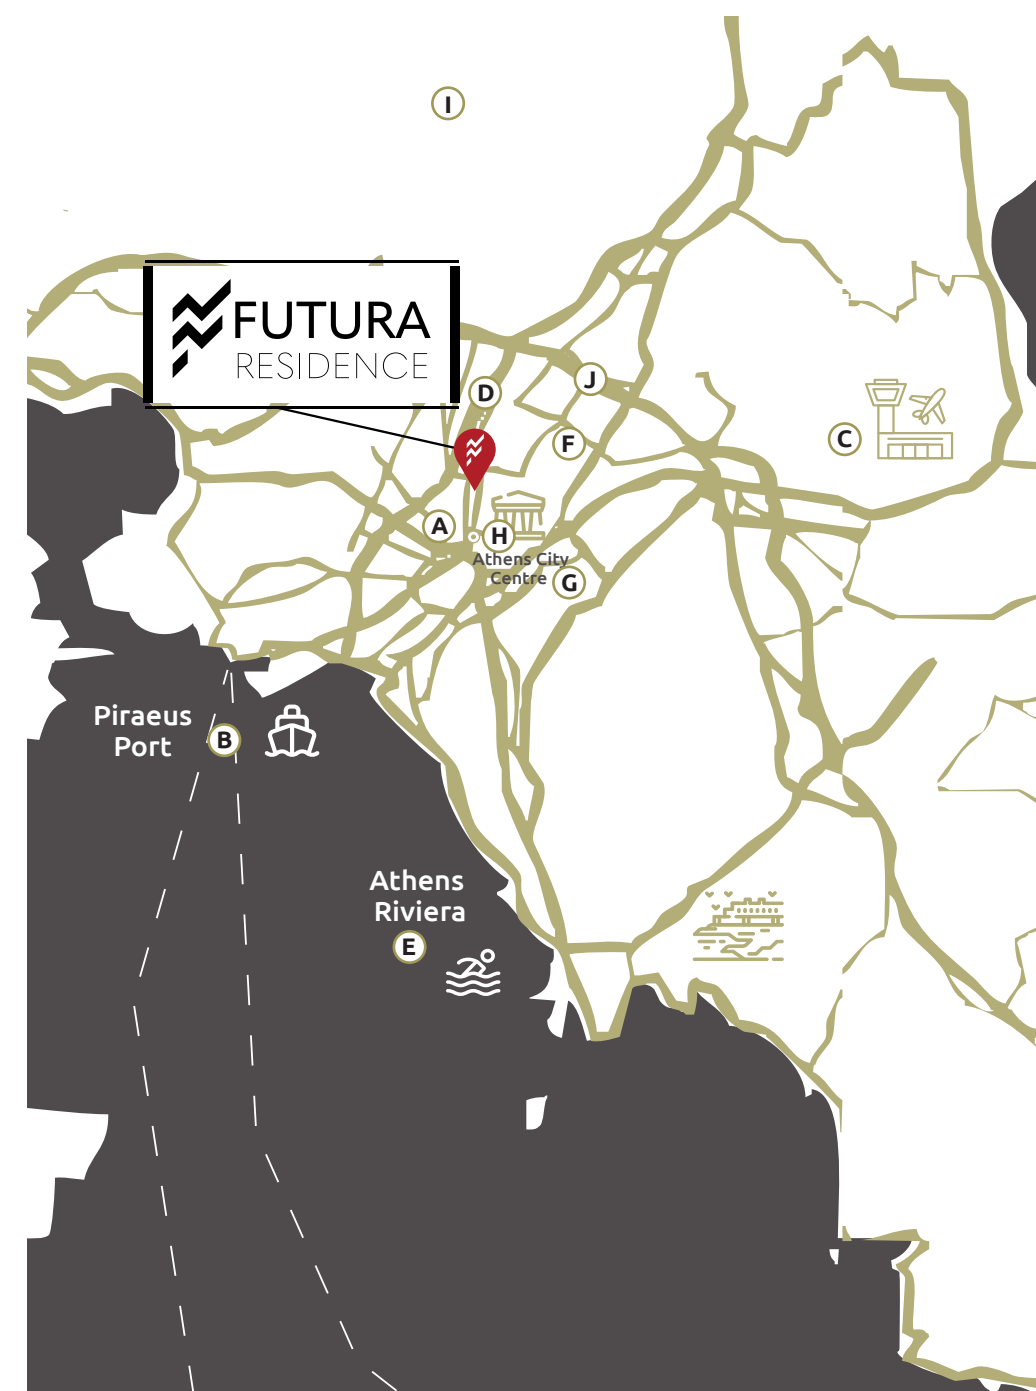 I
FUTURA
RESIDENCE
D
J
F
C
A
H
Athens City
Centre
G
Piraeus
Port
B
Athens
Riviera
E